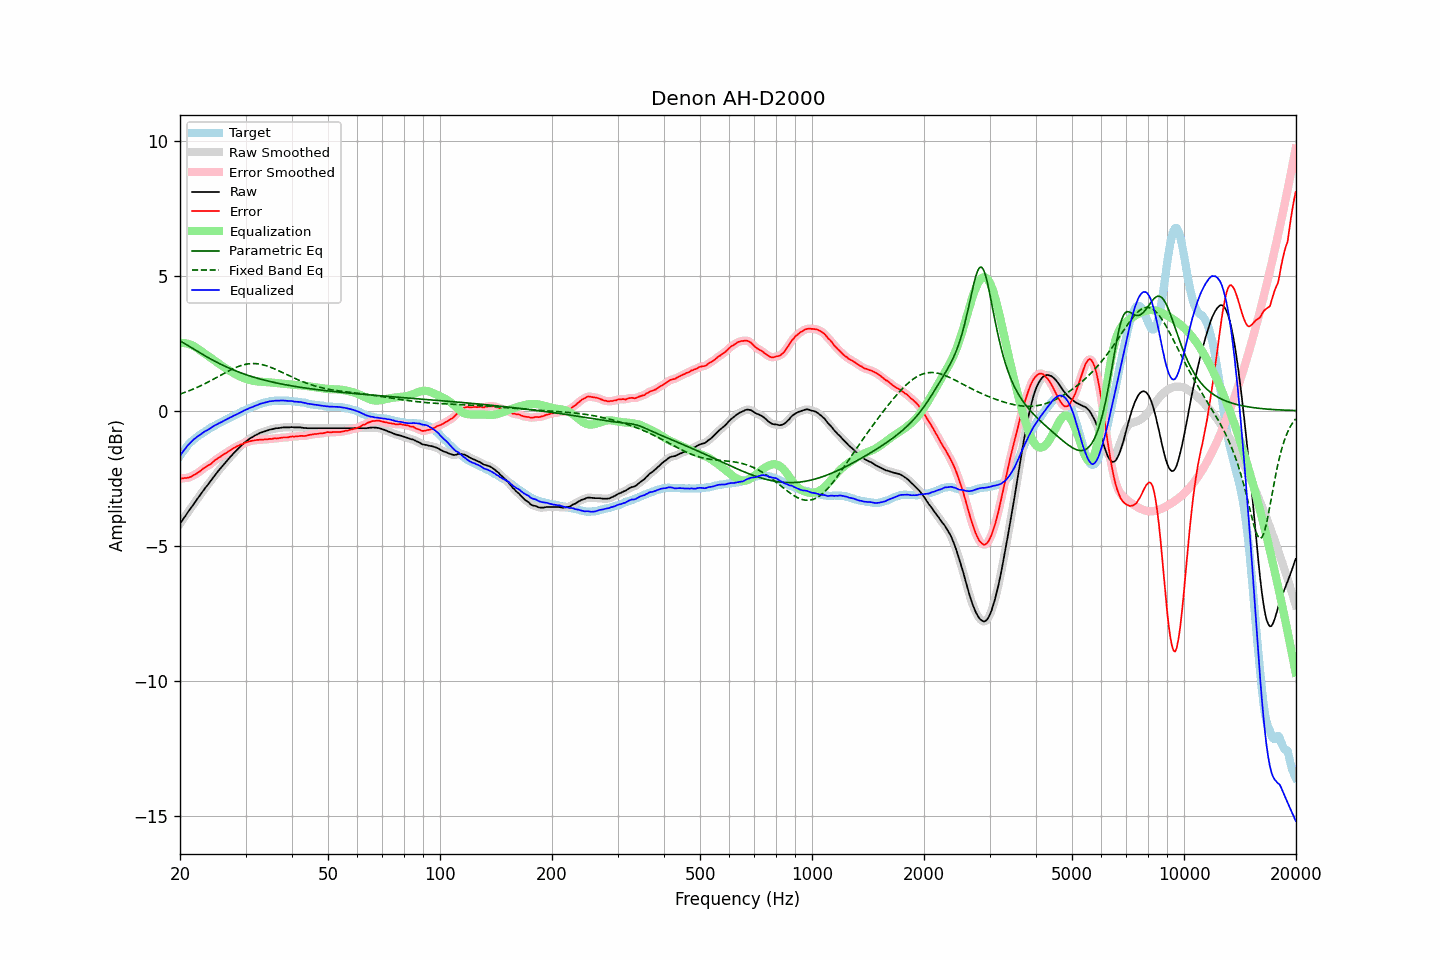 Denon AH-D2000
Target
Raw Smoothed
Error Smoothed
Raw
Error
Equalization
Parametric Eq
Fixed Band Eq
Equalized
Amplitude (dBr)
10
5
0
−5
−10
−15
20 50 100 200 500 1000 2000 5000 10000 20000
Frequency (Hz)